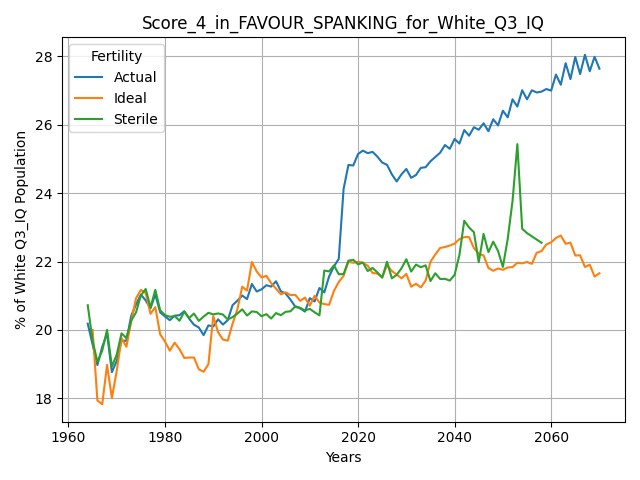 Score_4_in_FAVOUR_SPANKING_for_White_Q3_IQ
Fertility
Actual
Ideal
Sterile
% of White Q3_IQ Population
28
26
24
22
20
18
1960
1980
2000
2020
2040
2060
Years